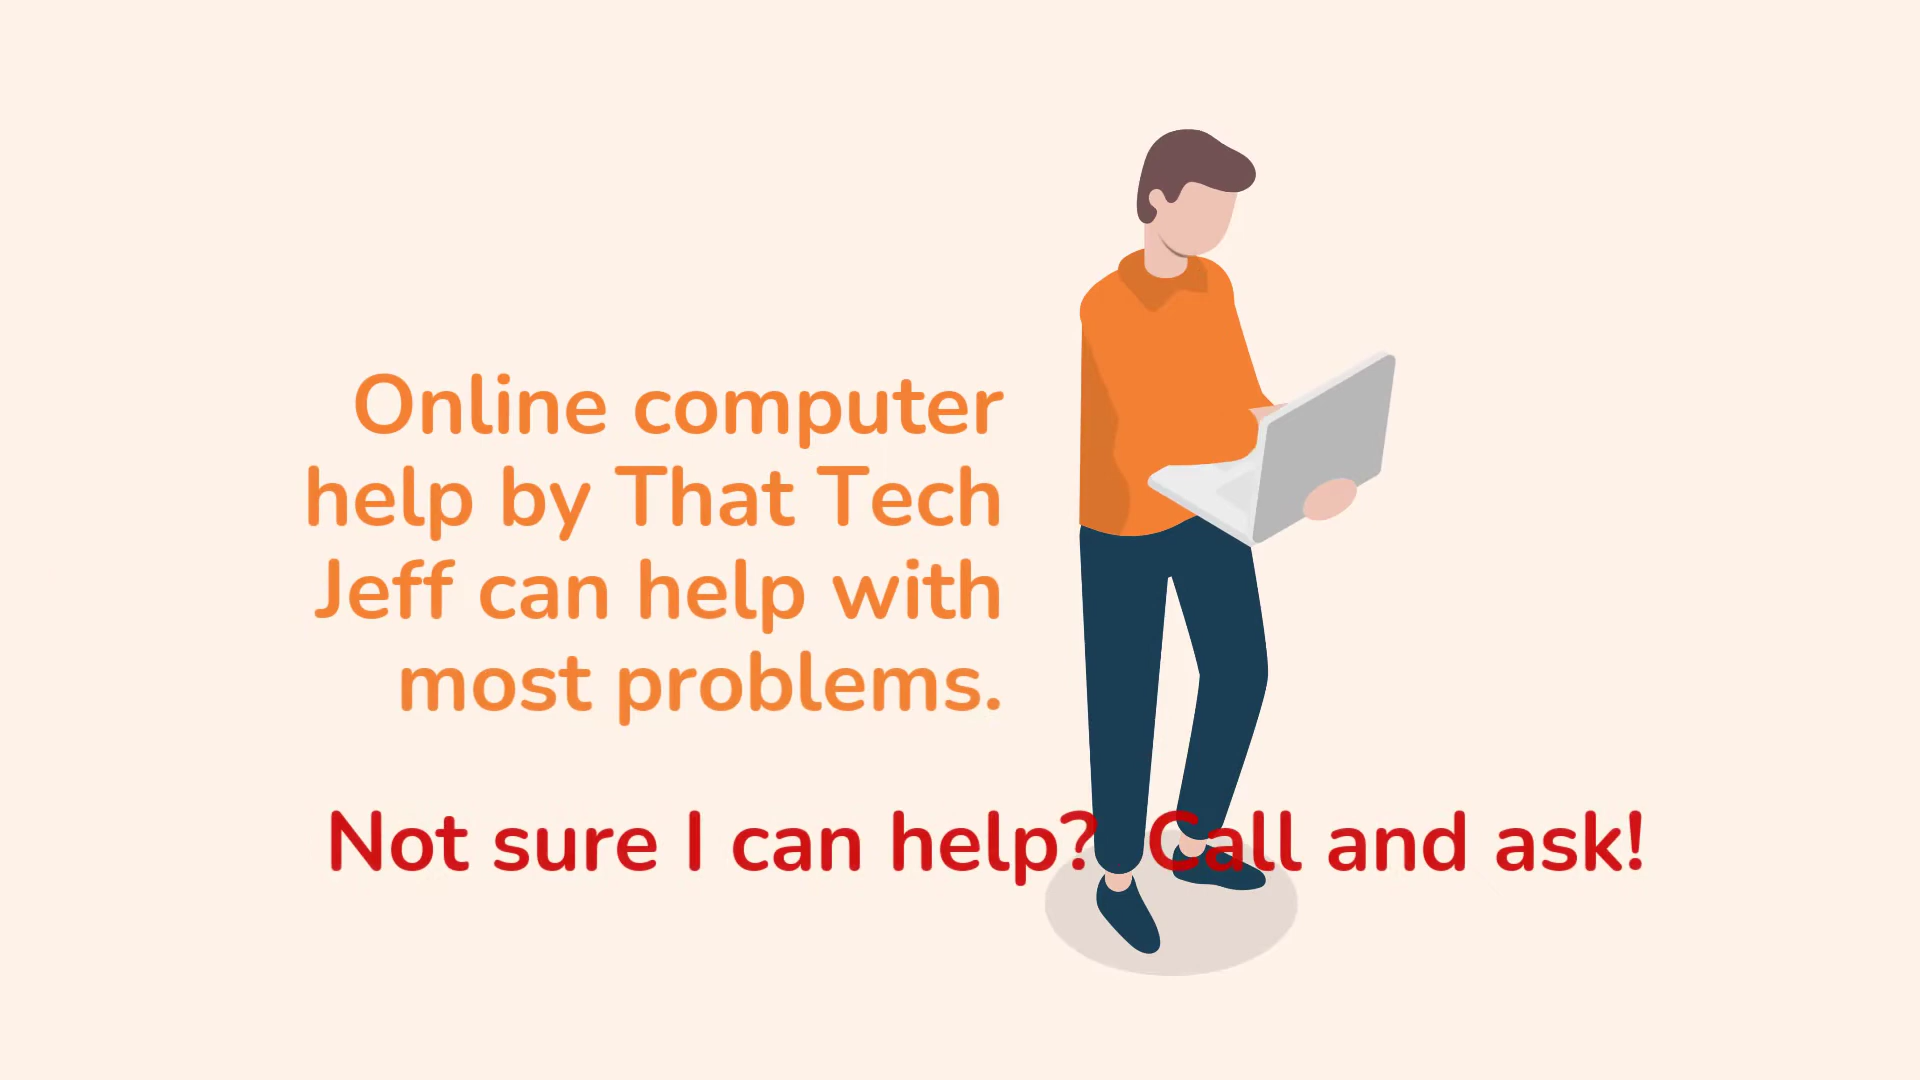 Online computer
help by That Tech
Jeff can help with
most problems.
Not sure I can help? Call and ask!